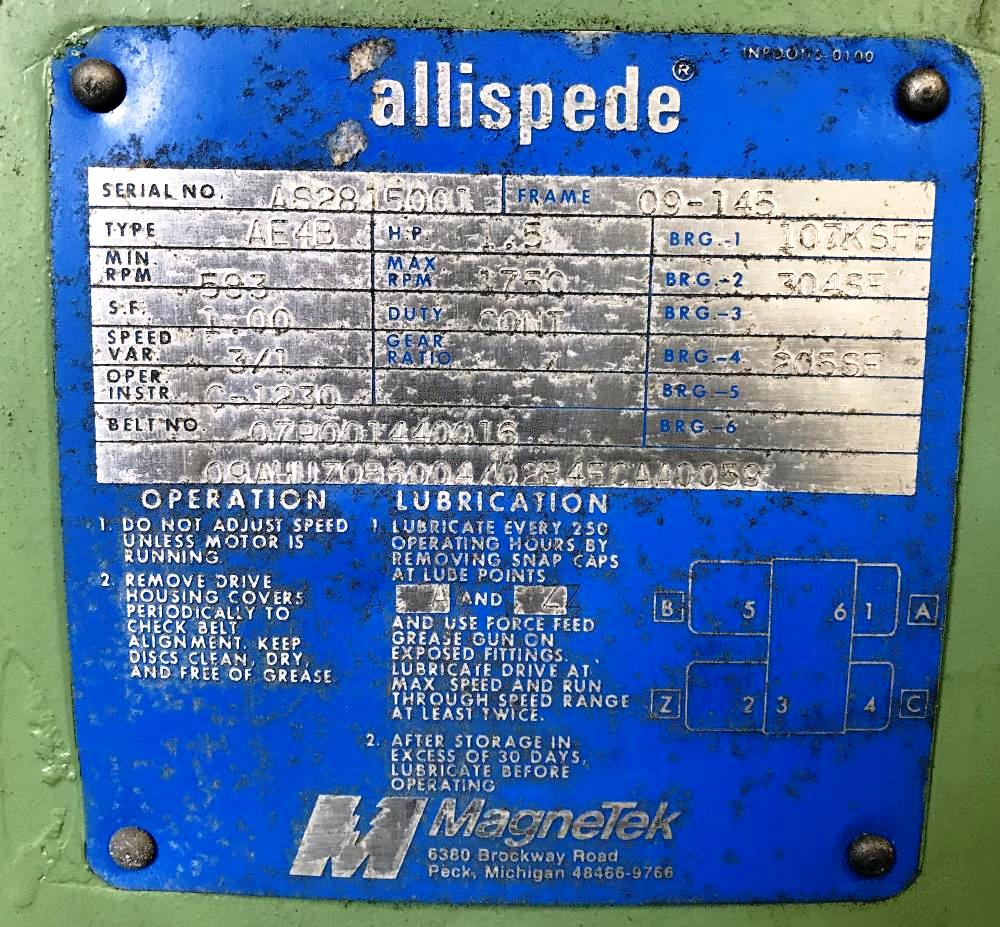 allispede®
SERIAL NO. AS2815001 FRAME 09-145
TYPE AE4B H.P. 1.5 BRG.-1 107KSFF
MIN. RPM 583 MAX RPM 1750 BRG.-2 304SF
S.F. 1.00 DUTY CONT BRG.-3
SPEED VAR. 3/1 GEAR RATIO BRG.-4 205SF
OPER. INSTR. C-1230 BRG.-5
BELT NO. 07P001440016 BRG.-6
OPERATION
1. DO NOT ADJUST SPEED
UNLESS MOTOR IS
RUNNING.
2. REMOVE DRIVE
HOUSING COVERS
PERIODICALLY TO
CHECK BELT
ALIGNMENT. KEEP
DISCS CLEAN, DRY,
AND FREE OF GREASE
LUBRICATION
1. LUBRICATE EVERY 250
OPERATING HOURS BY
REMOVING SNAP CAPS
AT LUBE POINTS
A AND Z
AND USE FORCE FEED
GREASE GUN ON
EXPOSED FITTINGS.
LUBRICATE DRIVE AT
MAX. SPEED AND RUN
THROUGH SPEED RANGE
AT LEAST TWICE.
2. AFTER STORAGE IN
EXCESS OF 30 DAYS,
LUBRICATE BEFORE
OPERATING
B 5 6 1 A
Z 2 3 4 C
MagneTek
6380 Brockway Road
Peck, Michigan 48466-9766